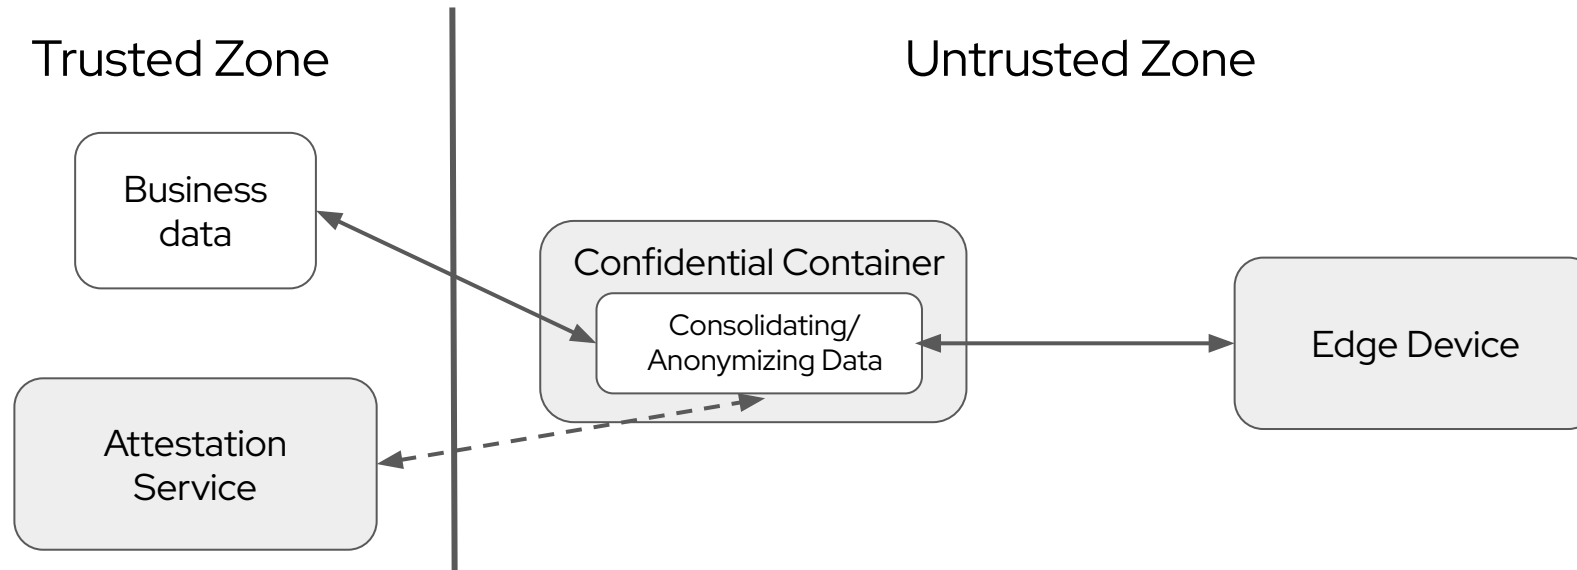 Trusted Zone
Untrusted Zone
Business
data
Confidential Container
Consolidating/
Anonymizing Data
Edge Device
Attestation
Service